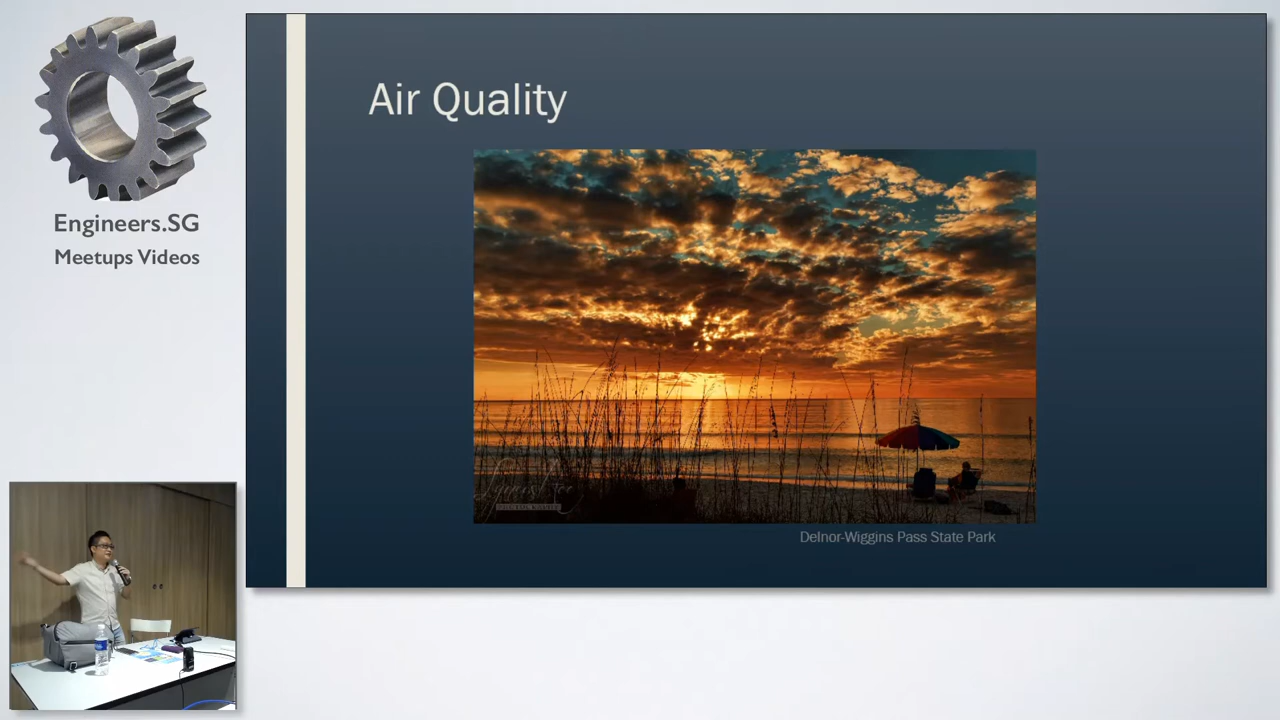 Engineers.SG
Meetups Videos
Air Quality
Delnor-Wiggins Pass State Park